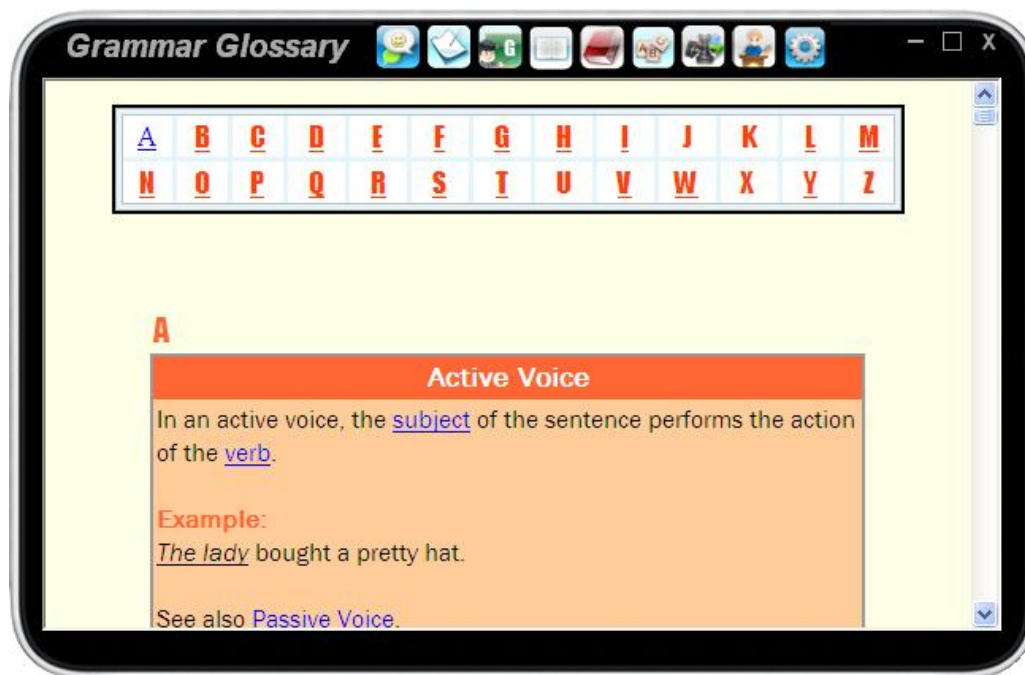 Grammar Glossary
A B C D E F G H I J K L M
N O P Q R S T U V W X Y Z
A
Active Voice
In an active voice, the subject of the sentence performs the action
of the verb.
Example:
The lady bought a pretty hat.
See also Passive Voice.